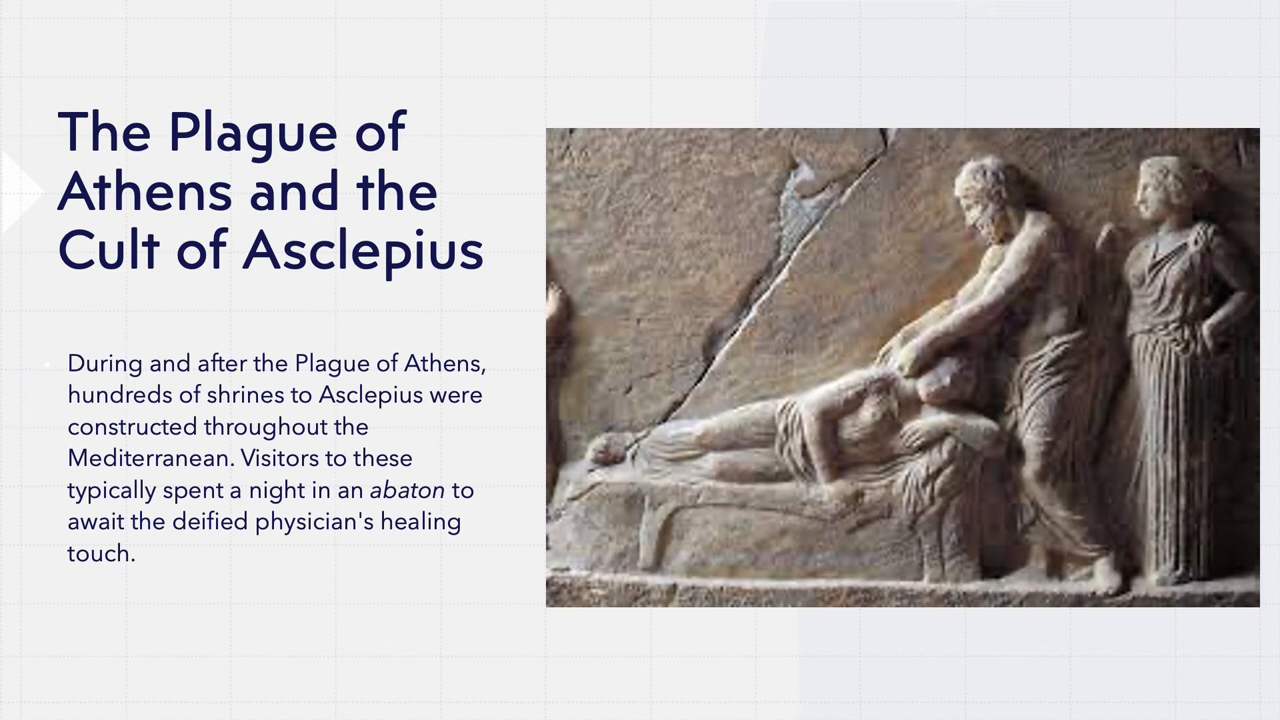 The Plague of
Athens and the
Cult of Asclepius
During and after the Plague of Athens,
hundreds of shrines to Asclepius were
constructed throughout the
Mediterranean. Visitors to these
typically spent a night in an abaton to
await the deified physician's healing
touch.